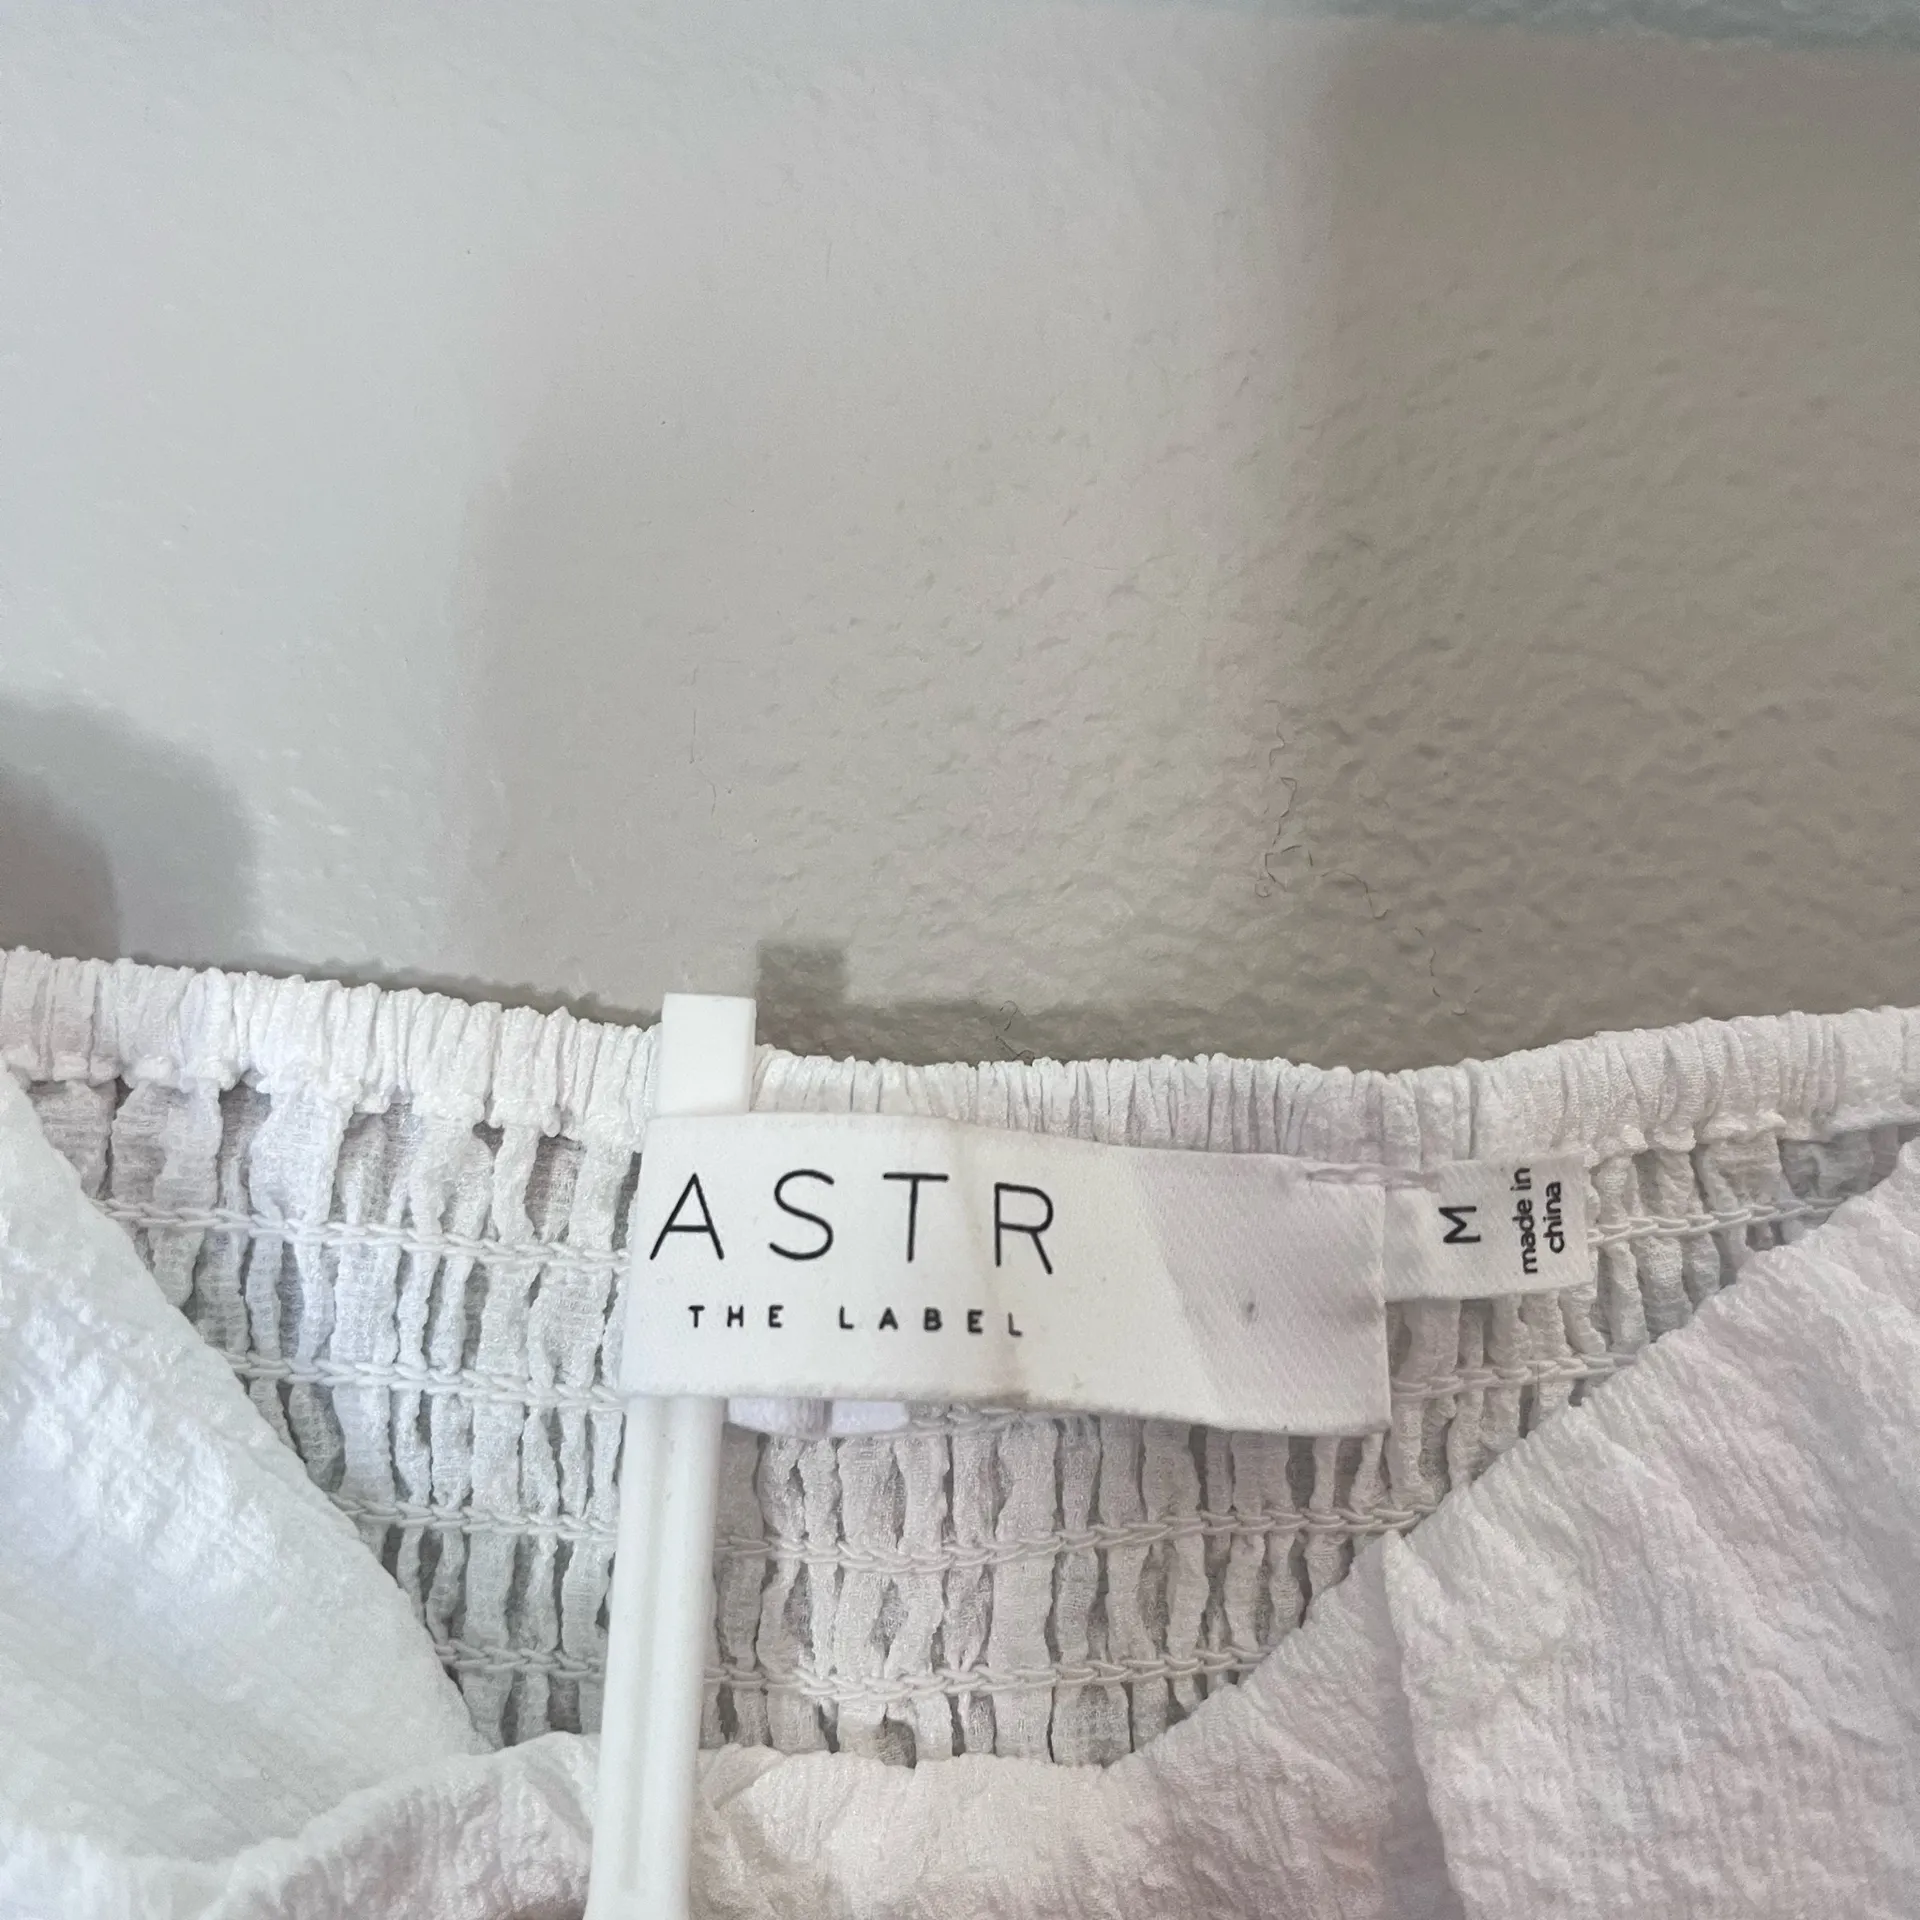 ASTR
THE LABEL
M
made in
china